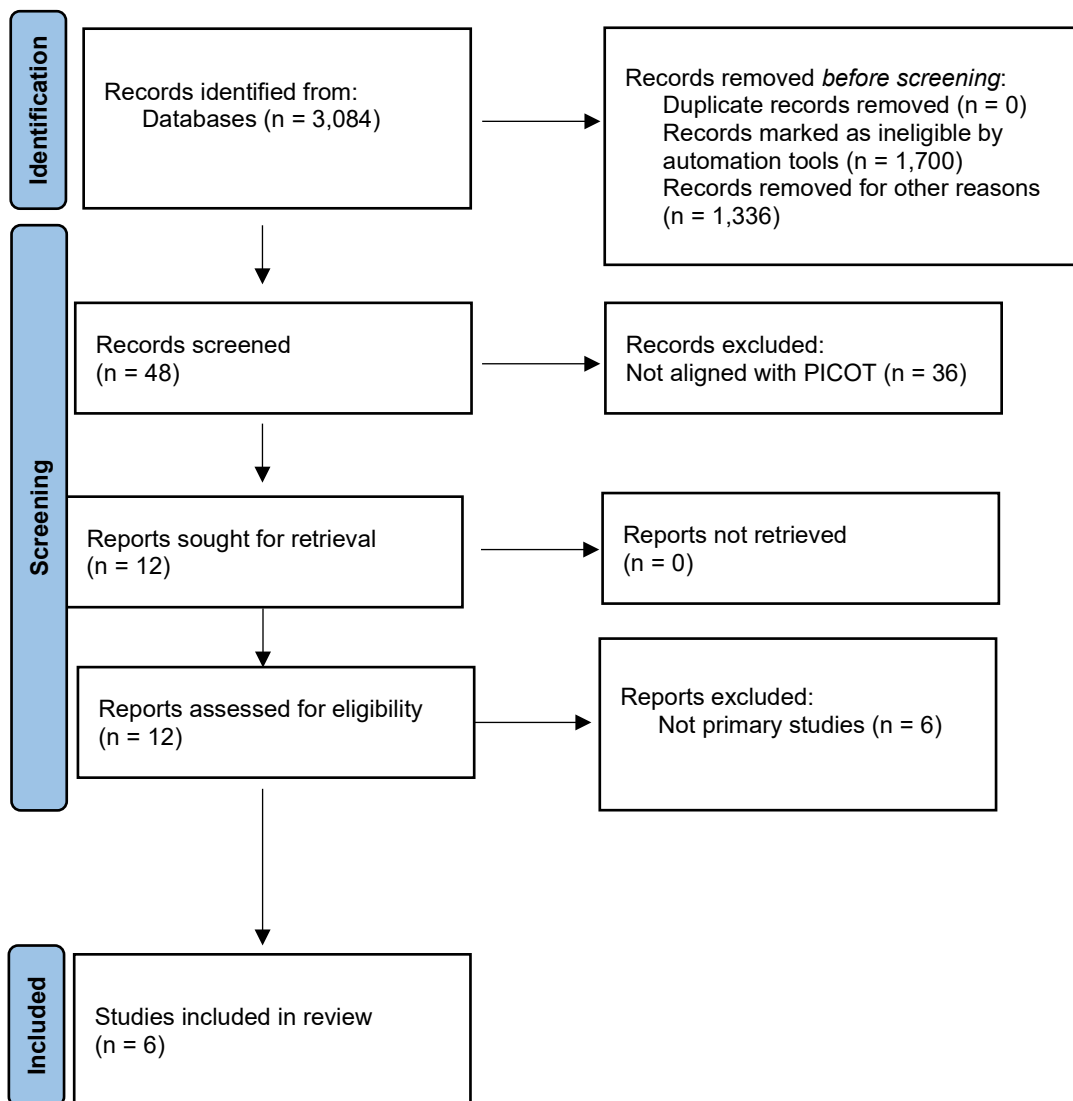 Identification
Records identified from:
Databases (n = 3,084)
Records removed before screening:
Duplicate records removed (n = 0)
Records marked as ineligible by
automation tools (n = 1,700)
Records removed for other reasons
(n = 1,336)
Screening
Records screened
(n = 48)
Records excluded:
Not aligned with PICOT (n = 36)
Reports sought for retrieval
(n = 12)
Reports not retrieved
(n = 0)
Reports assessed for eligibility
(n = 12)
Reports excluded:
Not primary studies (n = 6)
Included
Studies included in review
(n = 6)